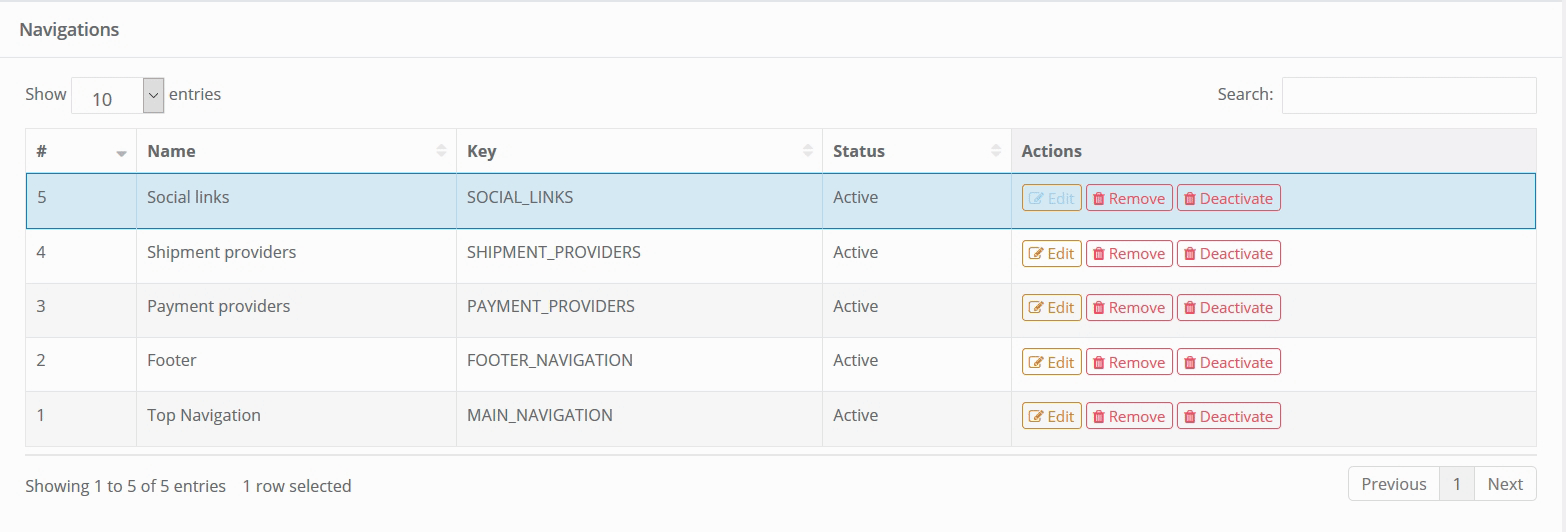 Navigations
Show 10 entries Search:
# Name Key Status Actions
5 Social links SOCIAL_LINKS Active Edit Remove Deactivate
4 Shipment providers SHIPMENT_PROVIDERS Active Edit Remove Deactivate
3 Payment providers PAYMENT_PROVIDERS Active Edit Remove Deactivate
2 Footer FOOTER_NAVIGATION Active Edit Remove Deactivate
1 Top Navigation MAIN_NAVIGATION Active Edit Remove Deactivate
Showing 1 to 5 of 5 entries 1 row selected Previous 1 Next